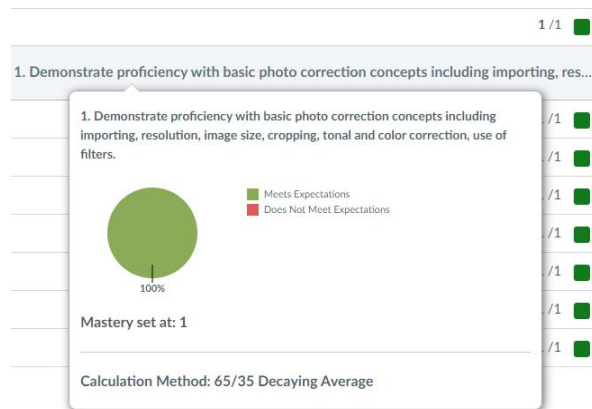 1 /1
1. Demonstrate proficiency with basic photo correction concepts including importing, res...
1. Demonstrate proficiency with basic photo correction concepts including
importing, resolution, image size, cropping, tonal and color correction, use of
filters.
Meets Expectations
Does Not Meet Expectations
100%
Mastery set at: 1
Calculation Method: 65/35 Decaying Average
/1
/1
/1
/1
/1
/1
/1